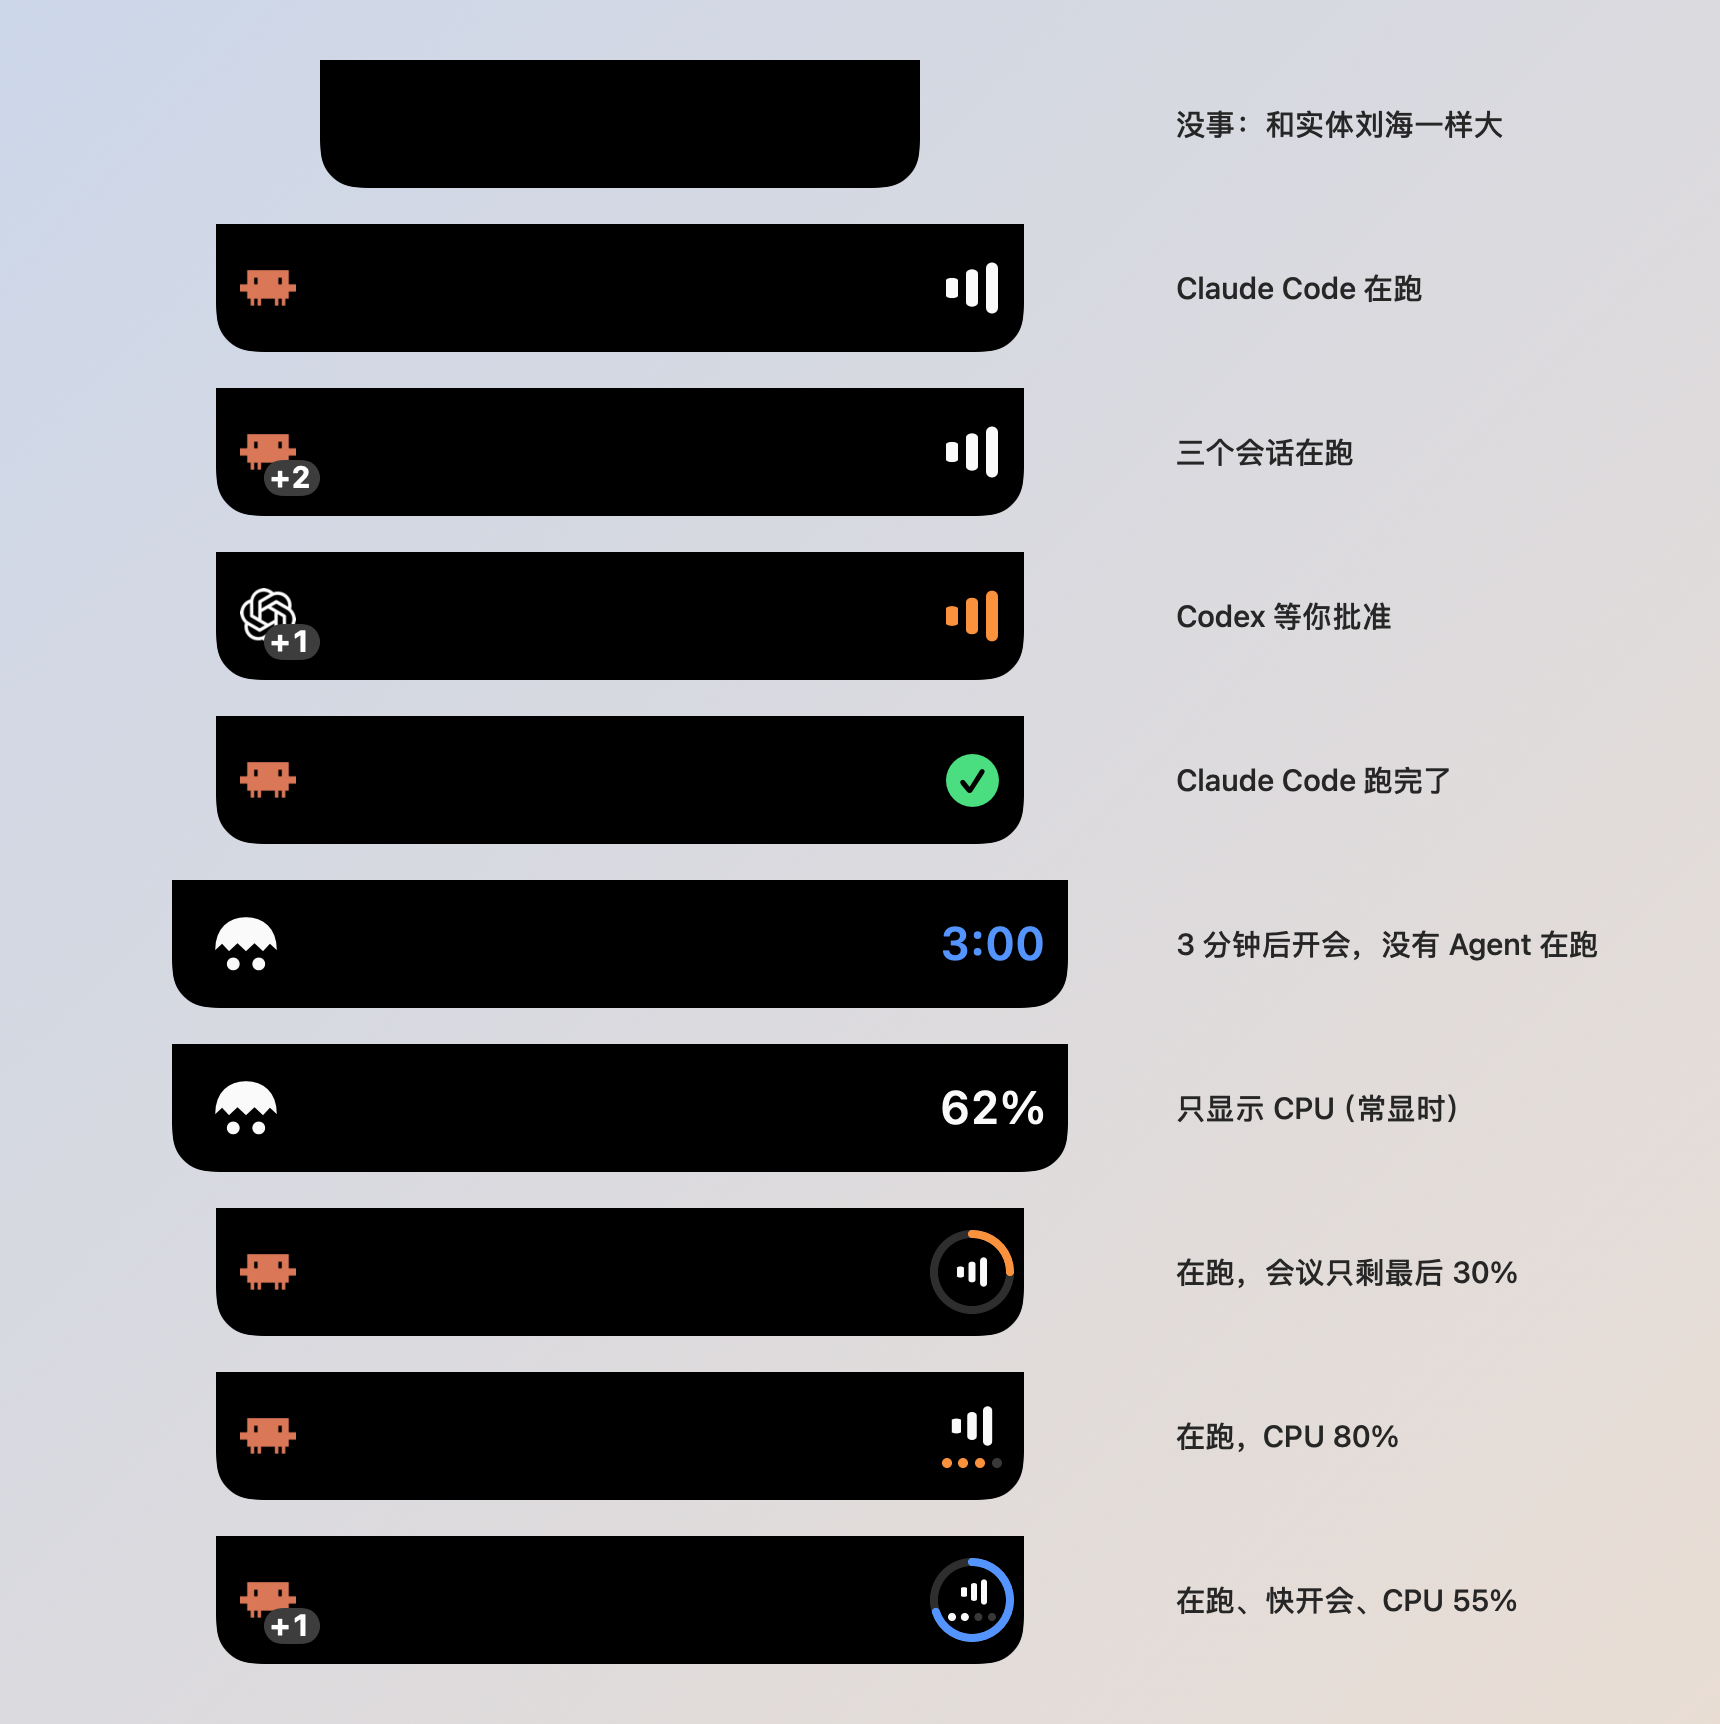 没事：和实体刘海一样大
Claude Code 在跑
+2
三个会话在跑
+1
Codex 等你批准
Claude Code 跑完了
3:00
3 分钟后开会，没有 Agent 在跑
62%
只显示 CPU（常显时）
在跑，会议只剩最后 30%
在跑，CPU 80%
+1
在跑、快开会、CPU 55%